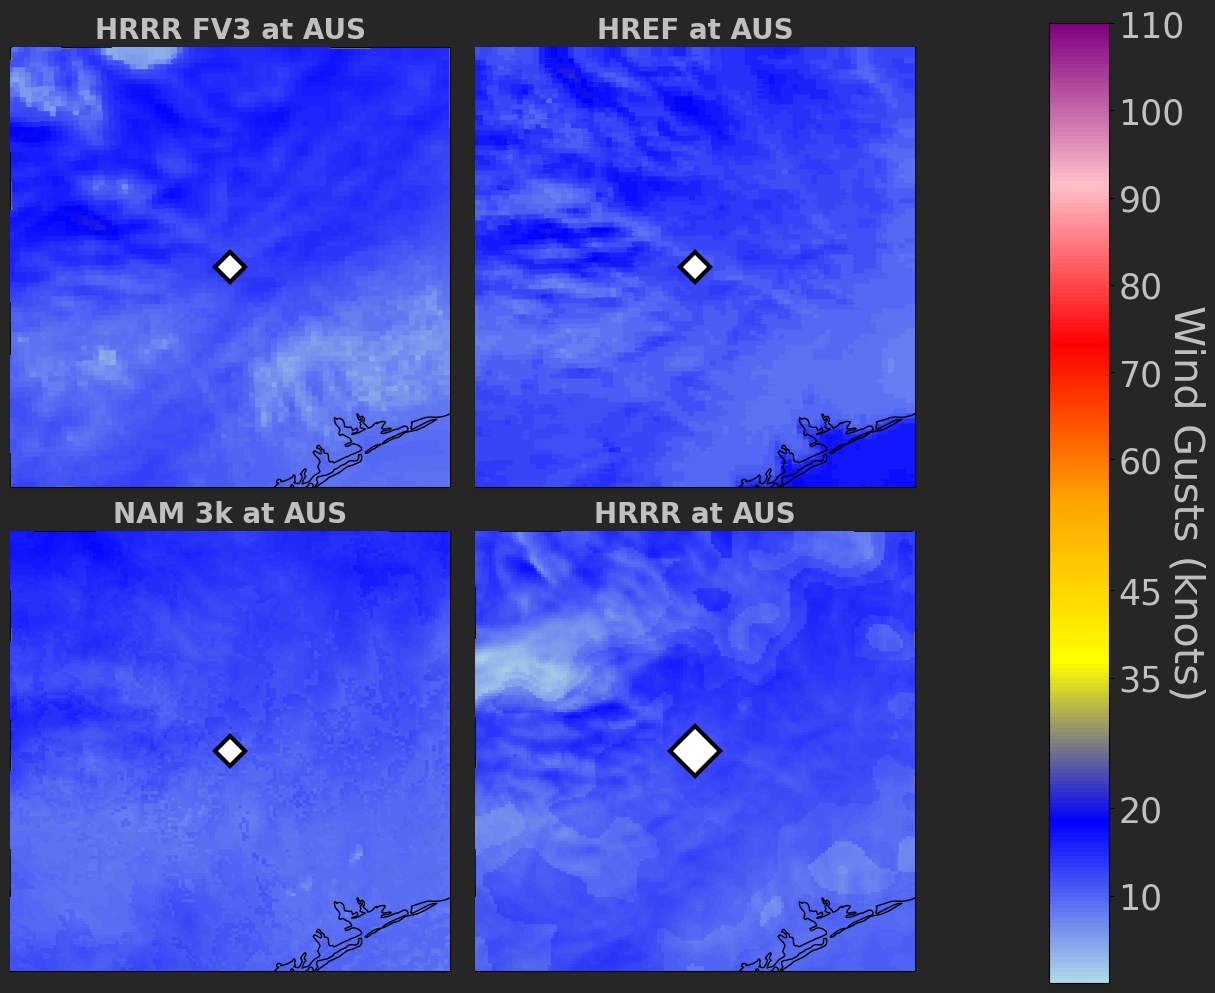 HRRR FV3 at AUS
HREF at AUS
NAM 3k at AUS
HRRR at AUS
110
100
90
80
70
60
45
35
20
10
Wind Gusts (knots)